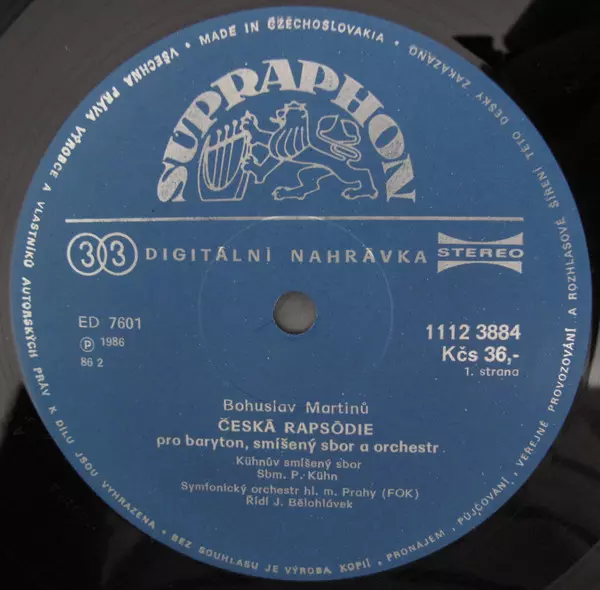 MADE IN CZECHOSLOVAKIA • VŠECHNA PRÁVA VÝROBCE A VLASTNÍKŮ AUTORSKÝCH PRÁV K DÍLU JSOU VYHRAZENA • BEZ SOUHLASU JE VÝROBA KOPIÍ, PRONÁJEM, PŮJČOVÁNÍ, VEŘEJNÉ PROVOZOVÁNÍ A ROZHLASOVÉ ŠÍŘENÍ TÉTO DESKY ZAKÁZÁNO •
SUPRAPHON
33 DIGITÁLNÍ NAHRÁVKA STEREO
ED 7601
℗ 1986
86 2
1112 3884
Kčs 36,-
1. strana
Bohuslav Martinů
ČESKÁ RAPSÓDIE
pro baryton, smíšený sbor a orchestr
Kühnův smíšený sbor
Sbm. P. Kühn
Symfonický orchestr hl. m. Prahy (FOK)
Řídí J. Bělohlávek